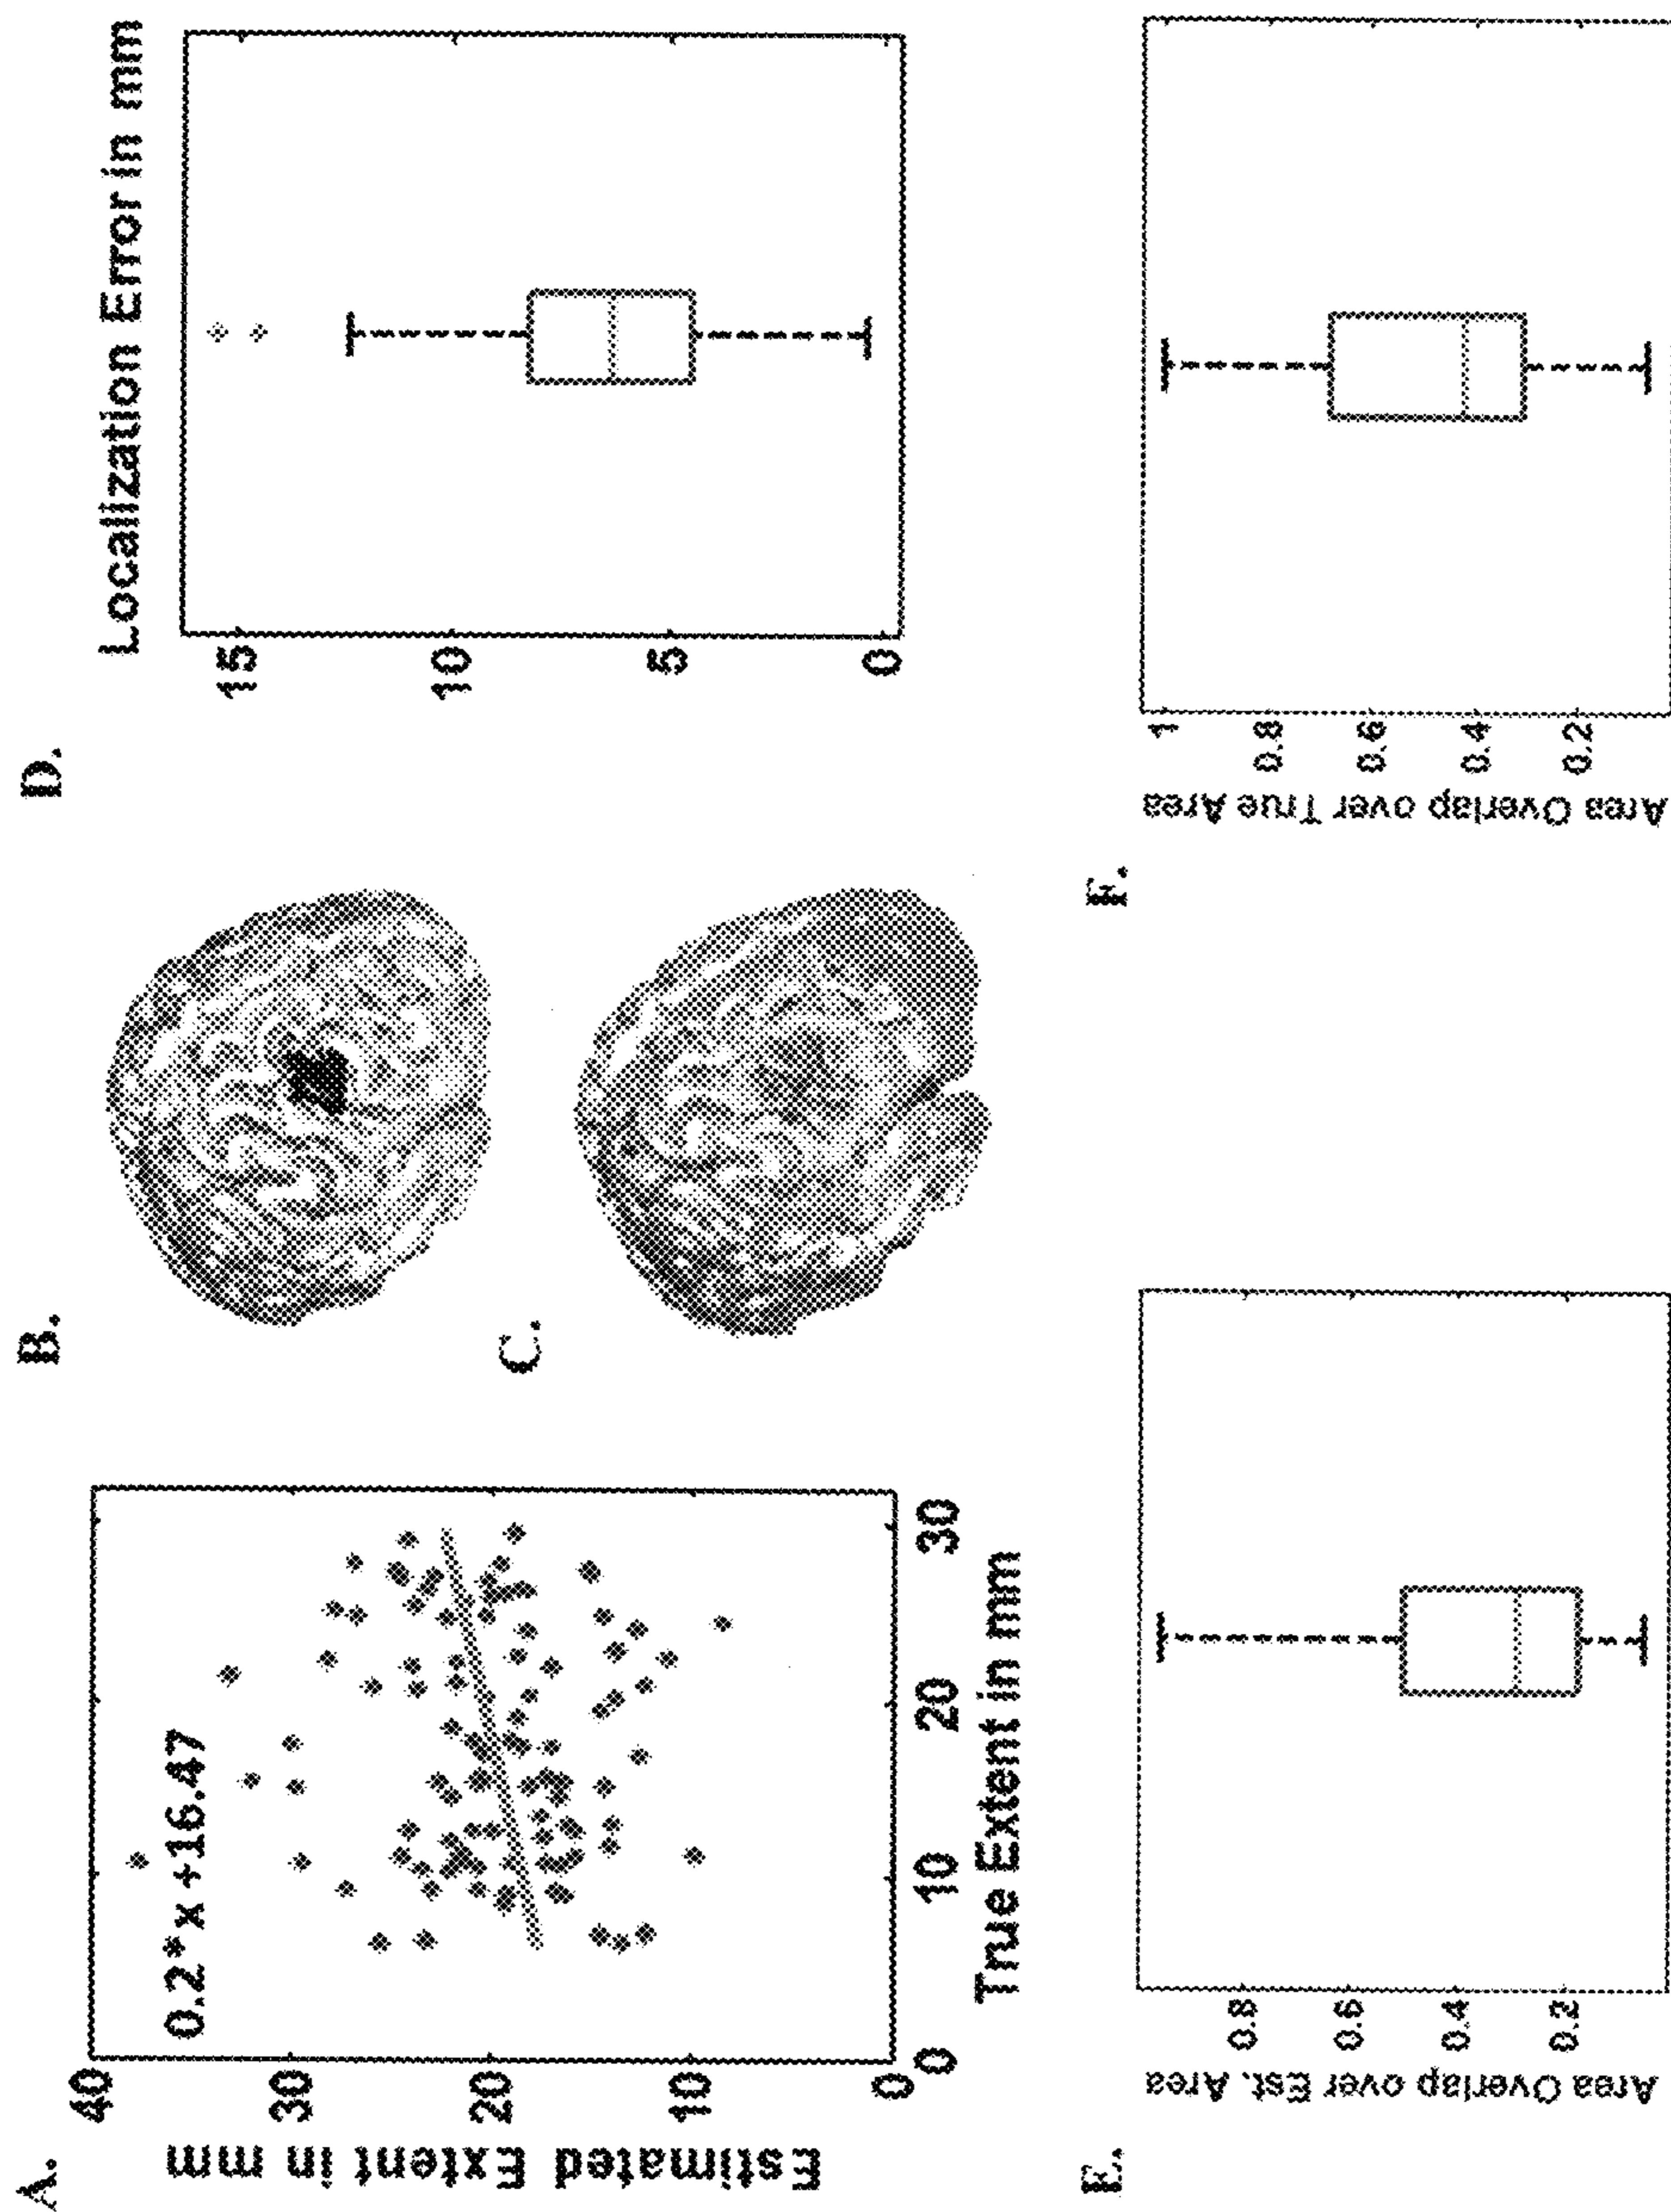 A.
0.2*x +16.47
40
30
20
10
0
Estimated Extent in mm
0
10
20
30
True Extent in mm
B.
C.
D.
Localization Error in mm
15
10
5
0
E.
Area Overlap over Est. Area
0.8
0.6
0.4
0.2
F.
Area Overlap over True Area
1
0.8
0.6
0.4
0.2